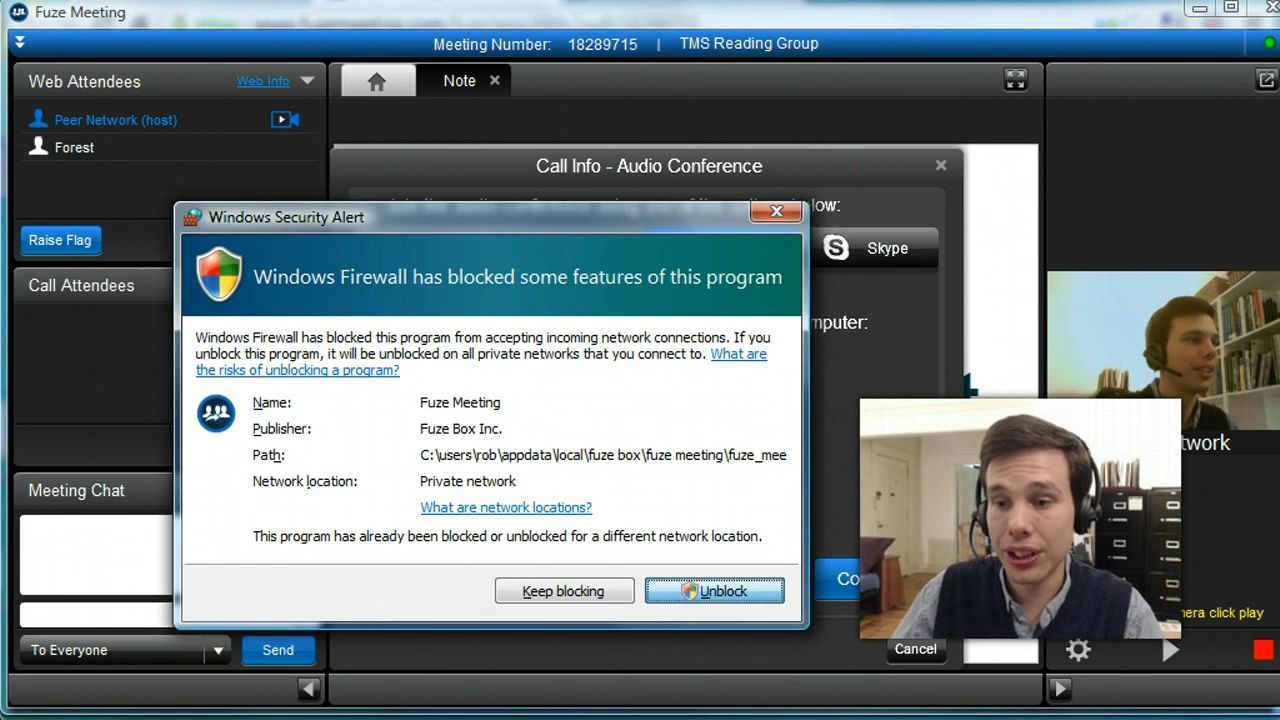 Fuze Meeting
Meeting Number: 18289715 | TMS Reading Group
Web Attendees
Web Info
Note
Peer Network (host)
Forest
Call Info - Audio Conference
low:
Raise Flag
Skype
Call Attendees
mputer:
Windows Security Alert
Windows Firewall has blocked some features of this program
Windows Firewall has blocked this program from accepting incoming network connections. If you
unblock this program, it will be unblocked on all private networks that you connect to. What are
the risks of unblocking a program?
Name: Fuze Meeting
Publisher: Fuze Box Inc.
Path: C:\users\rob\appdata\local\fuze box\fuze meeting\fuze_mee
Network location: Private network
What are network locations?
This program has already been blocked or unblocked for a different network location.
Keep blocking
Unblock
twork
Meeting Chat
Co
nera click play
To Everyone
Send
Cancel